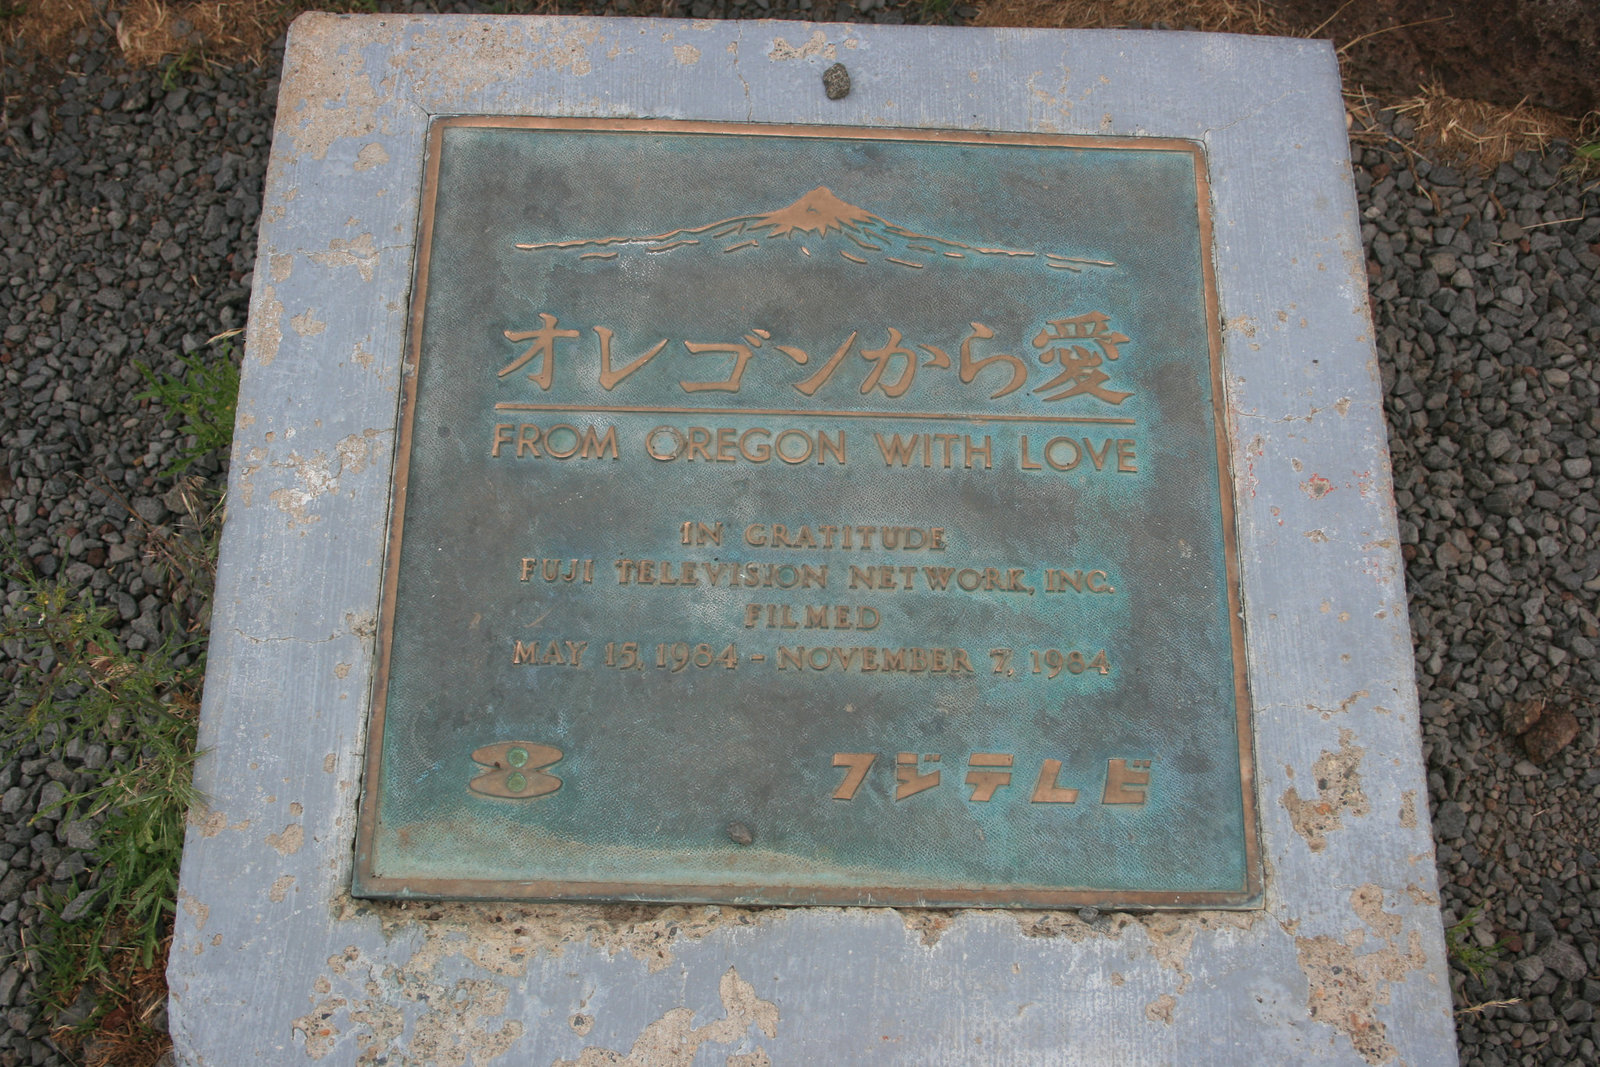 オレゴンから愛
FROM OREGON WITH LOVE
IN GRATITUDE
FUJI TELEVISION NETWORK, INC.
FILMED
MAY 15, 1984 - NOVEMBER 7, 1984
フジテレビ